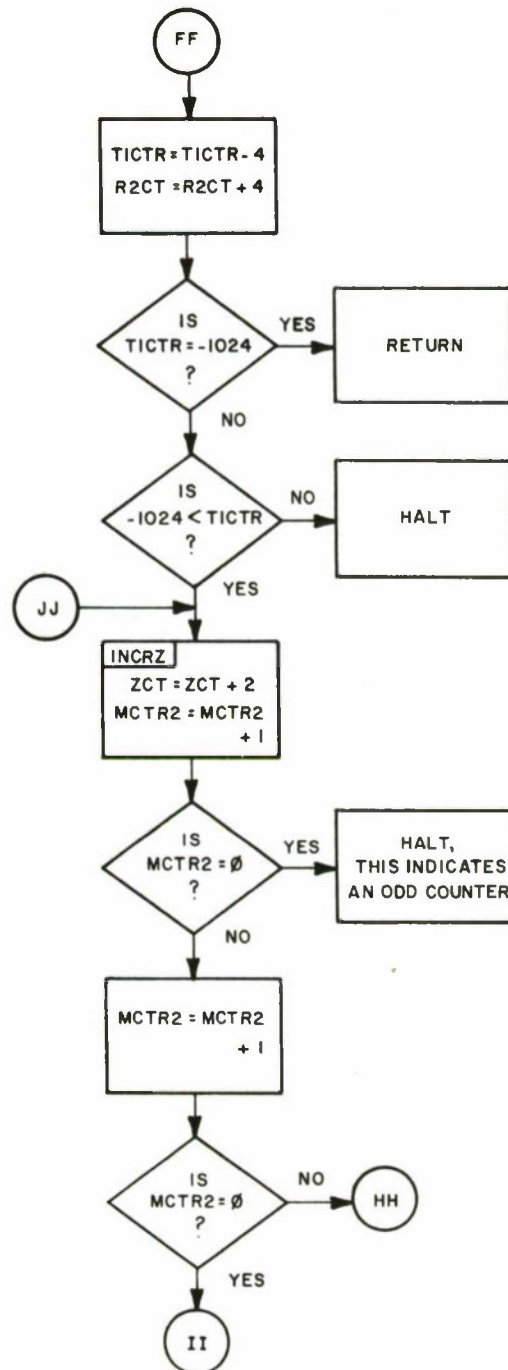 FF
TICTR=TICTR-4
R2CT=R2CT+4
IS
TICTR=-1024
?
YES
RETURN
NO
IS
-1024<TICTR
?
NO
HALT
YES
JJ
INCRZ
ZCT=ZCT+2
MCTR2=MCTR2
+1
IS
MCTR2=Ø
?
YES
HALT,
THIS INDICATES
AN ODD COUNTER
NO
MCTR2=MCTR2
+1
IS
MCTR2=Ø
?
NO
HH
YES
II